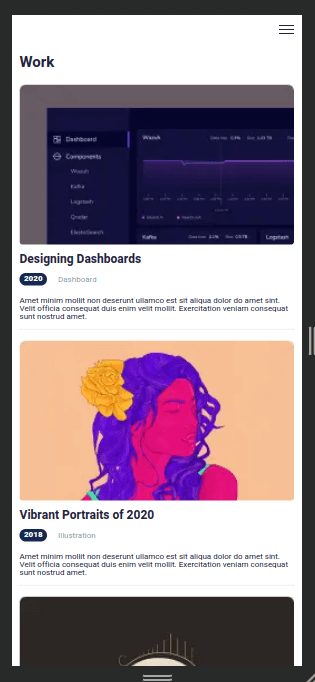 Work
Dashboard
Components
Wazuh
Kafka
Logstash
Qradar
ElasticSearch
Wazuh
Kafka
Logstash
Designing Dashboards
2020 Dashboard
Amet minim mollit non deserunt ullamco est sit aliqua dolor do amet sint.
Velit officia consequat duis enim velit mollit. Exercitation veniam consequat
sunt nostrud amet.
Vibrant Portraits of 2020
2018 Illustration
Amet minim mollit non deserunt ullamco est sit aliqua dolor do amet sint.
Velit officia consequat duis enim velit mollit. Exercitation veniam consequat
sunt nostrud amet.